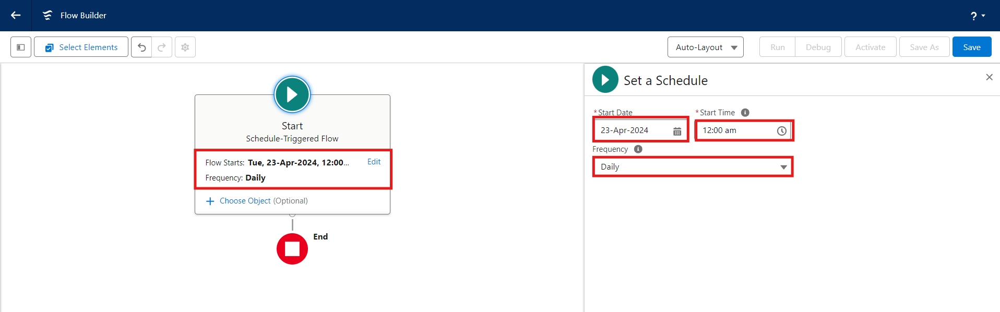 Flow Builder
?
Select Elements
Auto-Layout
Run
Debug
Activate
Save As
Save
Start
Schedule-Triggered Flow
Flow Starts: Tue, 23-Apr-2024, 12:00...
Edit
Frequency: Daily
+ Choose Object (Optional)
End
Set a Schedule
* Start Date
* Start Time
23-Apr-2024
12:00 am
Frequency
Daily